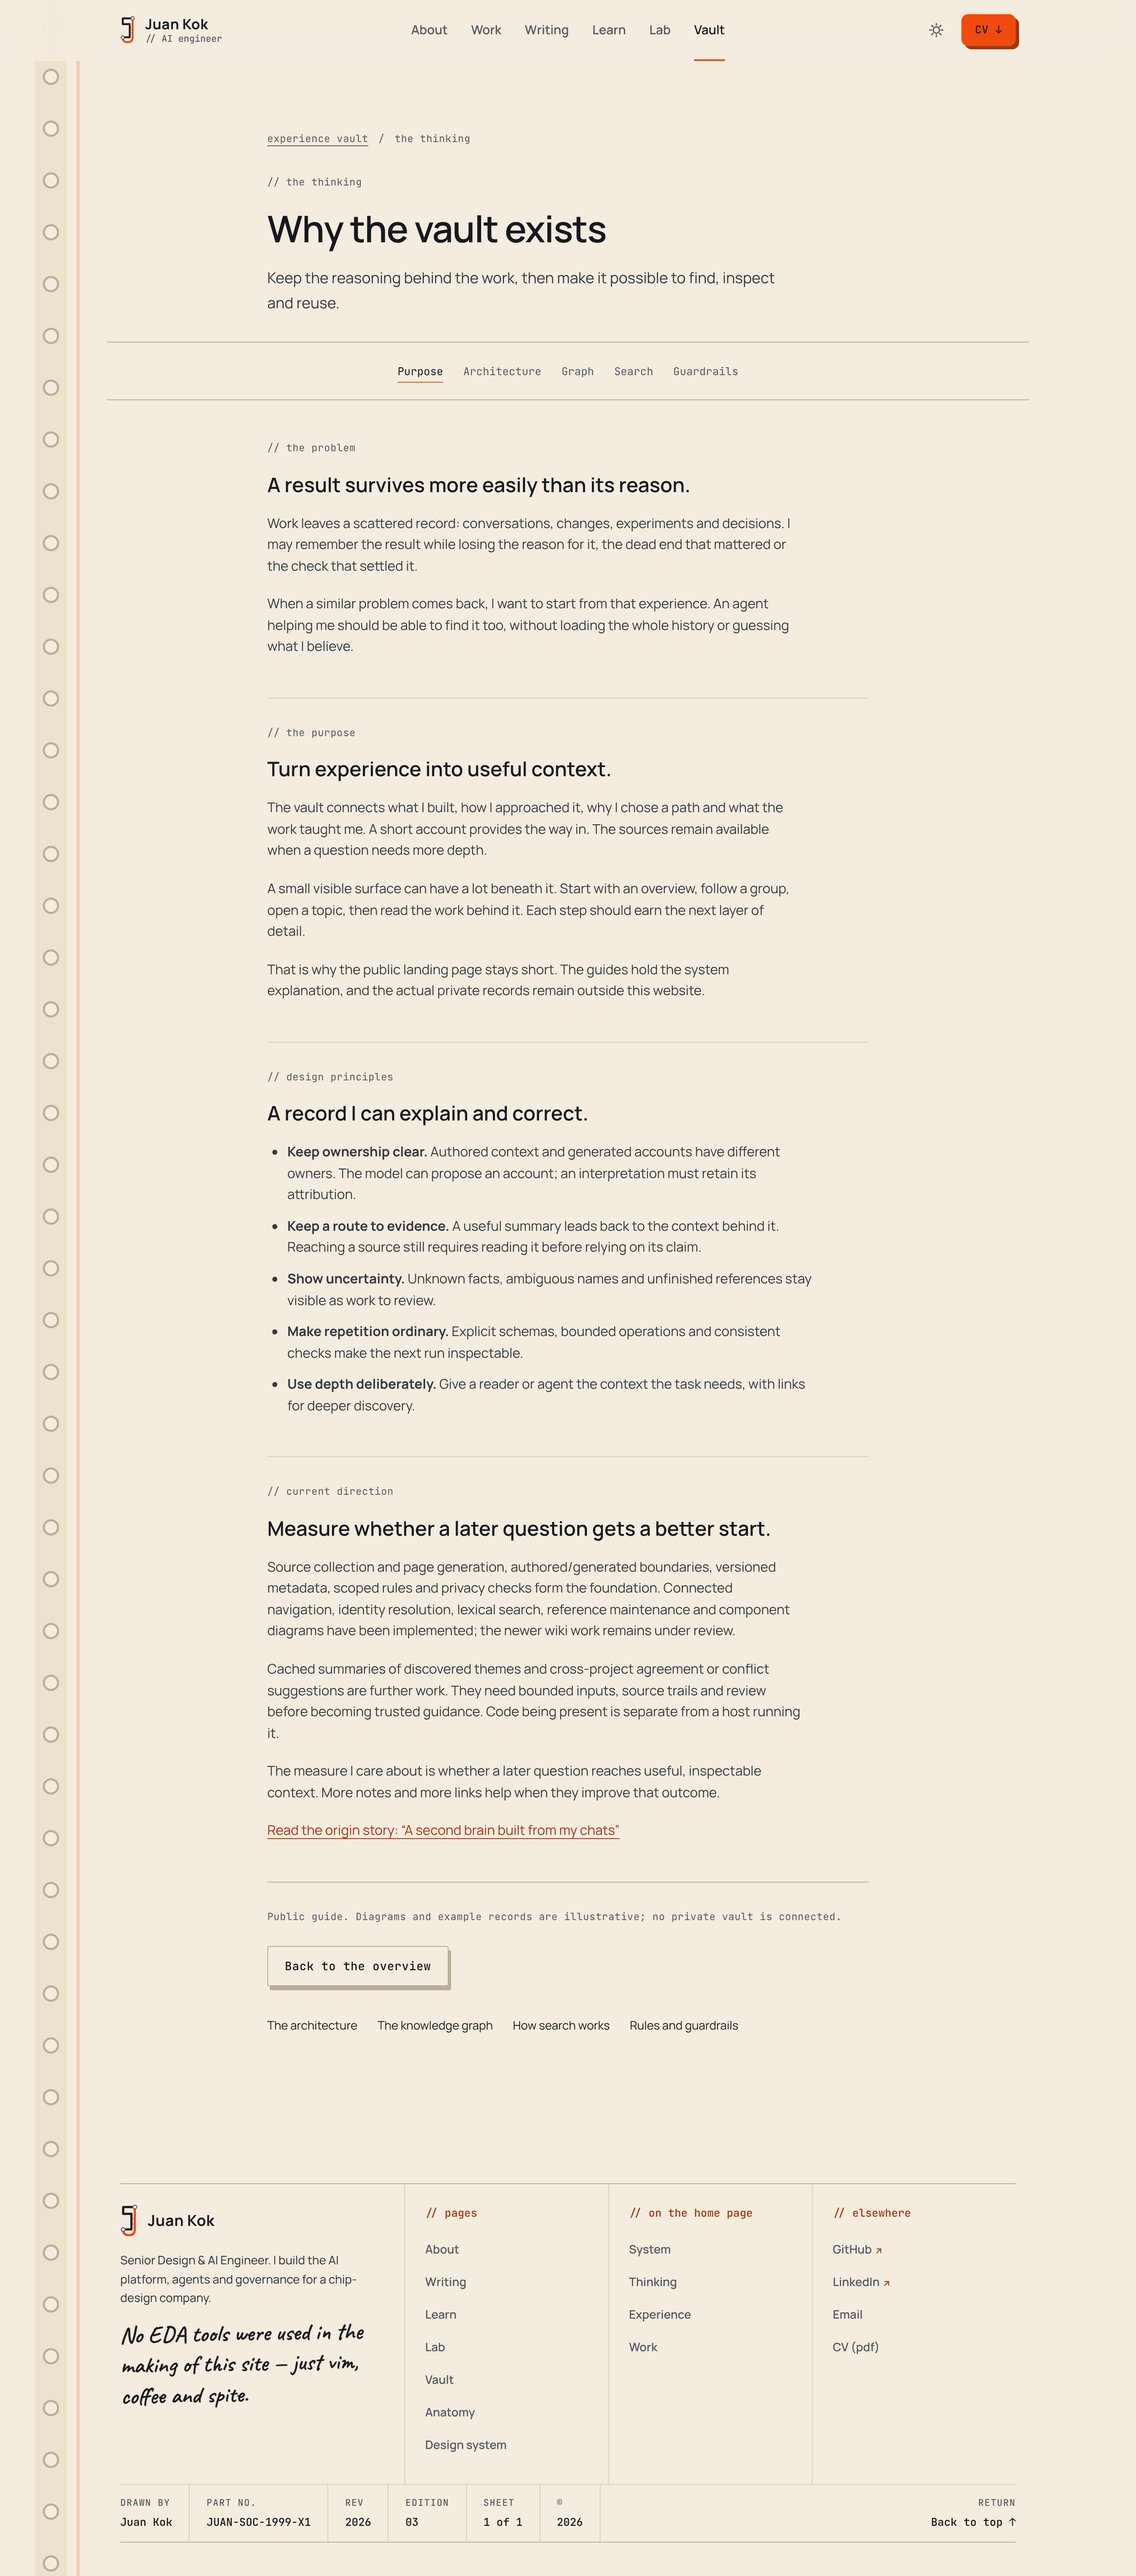 Juan Kok
// AI engineer
About Work Writing Learn Lab Vault
CV ↓
experience vault / the thinking
// the thinking
Why the vault exists
Keep the reasoning behind the work, then make it possible to find, inspect
and reuse.
Purpose Architecture Graph Search Guardrails
// the problem
A result survives more easily than its reason.
Work leaves a scattered record: conversations, changes, experiments and decisions. I
may remember the result while losing the reason for it, the dead end that mattered or
the check that settled it.
When a similar problem comes back, I want to start from that experience. An agent
helping me should be able to find it too, without loading the whole history or guessing
what I believe.
// the purpose
Turn experience into useful context.
The vault connects what I built, how I approached it, why I chose a path and what the
work taught me. A short account provides the way in. The sources remain available
when a question needs more depth.
A small visible surface can have a lot beneath it. Start with an overview, follow a group,
open a topic, then read the work behind it. Each step should earn the next layer of
detail.
That is why the public landing page stays short. The guides hold the system
explanation, and the actual private records remain outside this website.
// design principles
A record I can explain and correct.
• Keep ownership clear. Authored context and generated accounts have different
owners. The model can propose an account; an interpretation must retain its
attribution.
• Keep a route to evidence. A useful summary leads back to the context behind it.
Reaching a source still requires reading it before relying on its claim.
• Show uncertainty. Unknown facts, ambiguous names and unfinished references stay
visible as work to review.
• Make repetition ordinary. Explicit schemas, bounded operations and consistent
checks make the next run inspectable.
• Use depth deliberately. Give a reader or agent the context the task needs, with links
for deeper discovery.
// current direction
Measure whether a later question gets a better start.
Source collection and page generation, authored/generated boundaries, versioned
metadata, scoped rules and privacy checks form the foundation. Connected
navigation, identity resolution, lexical search, reference maintenance and component
diagrams have been implemented; the newer wiki work remains under review.
Cached summaries of discovered themes and cross-project agreement or conflict
suggestions are further work. They need bounded inputs, source trails and review
before becoming trusted guidance. Code being present is separate from a host running
it.
The measure I care about is whether a later question reaches useful, inspectable
context. More notes and more links help when they improve that outcome.
Read the origin story: “A second brain built from my chats”
Public guide. Diagrams and example records are illustrative; no private vault is connected.
Back to the overview
The architecture The knowledge graph How search works Rules and guardrails
Juan Kok
Senior Design & AI Engineer. I build the AI
platform, agents and governance for a chip-
design company.
No EDA tools were used in the
making of this site – just vim,
coffee and spite.
// pages
About
Writing
Learn
Lab
Vault
Anatomy
Design system
// on the home page
System
Thinking
Experience
Work
// elsewhere
GitHub ↗
LinkedIn ↗
Email
CV (pdf)
DRAWN BY PART NO. REV EDITION SHEET © RETURN
Juan Kok JUAN-SOC-1999-X1 2026 03 1 of 1 2026 Back to top ↑